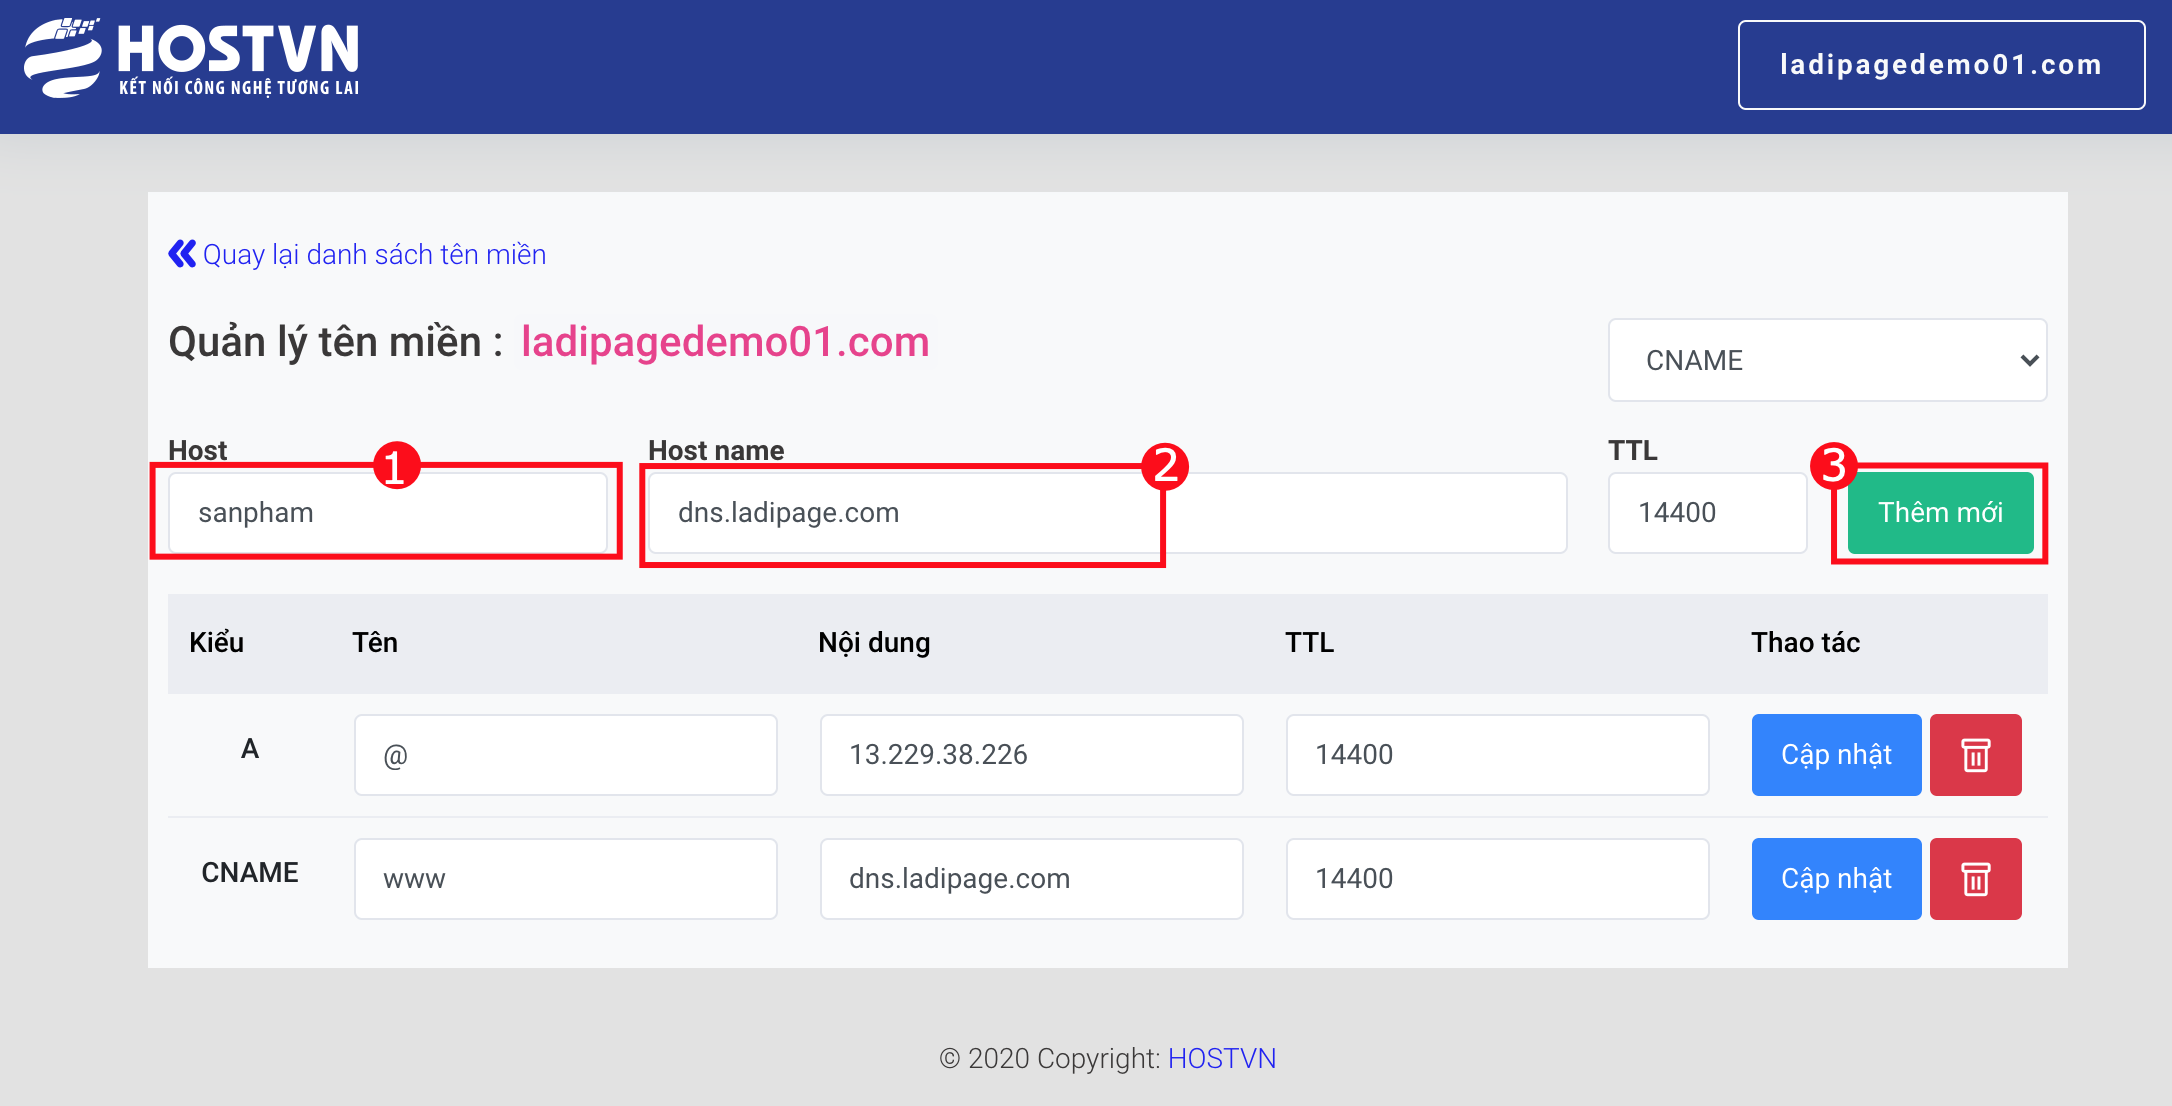 HOSTVN
KẾT NỐI CÔNG NGHỆ TƯƠNG LAI
ladipagedemo01.com
Quay lại danh sách tên miền
Quản lý tên miền : ladipagedemo01.com
CNAME
Host
Host name
TTL
1
2
3
sanpham
dns.ladipage.com
14400
Thêm mới
Kiểu Tên Nội dung TTL Thao tác
A @ 13.229.38.226 14400 Cập nhật
CNAME www dns.ladipage.com 14400 Cập nhật
© 2020 Copyright: HOSTVN